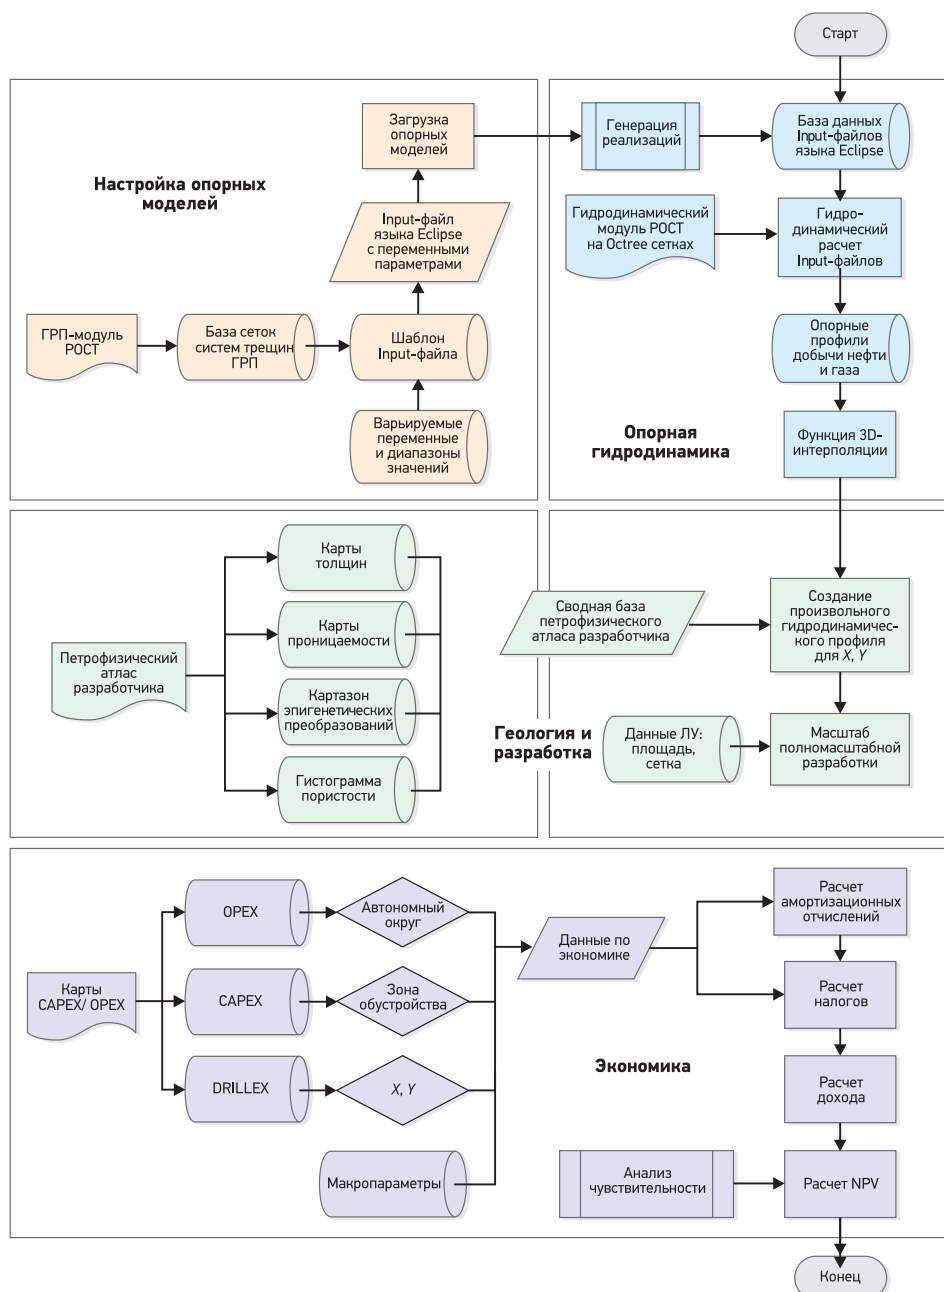 Старт
Настройка опорных
моделей
Загрузка
опорных
моделей
Input-файл
языка Eclipse
с переменными
параметрами
ГРП-модуль
РОСТ
База сеток
систем трещин
ГРП
Шаблон
Input-файла
Варьируемые
переменные
и диапазоны
значений
Генерация
реализаций
База данных
Input-файлов
языка Eclipse
Гидродинамический
модуль РОСТ
на Octree сетках
Гидро-
динамический
расчет
Input-файлов
Опорные
профили
добычи нефти
и газа
Опорная
гидродинамика
Функция 3D-
интерполяции
Петрофизический
атлас
разработчика
Карты
толщин
Карты
проницаемости
Картазон
эпигенетических
преобразований
Гистограмма
пористости
Геология и
разработка
Сводная база
петрофизического
атласа разработчика
Создание
произвольного
гидродинамичес-
кого профиля
для X, Y
Данные ЛУ:
площадь,
сетка
Масштаб
полномасштабной
разработки
Карты
CAPEX/ OPEX
OPEX
Автономный
округ
CAPEX
Зона
обустройства
DRILLEX
X, Y
Макропараметры
Данные по
экономике
Расчет
амортизационных
отчислений
Расчет
налогов
Экономика
Расчет
дохода
Анализ
чувствительности
Расчет NPV
Конец